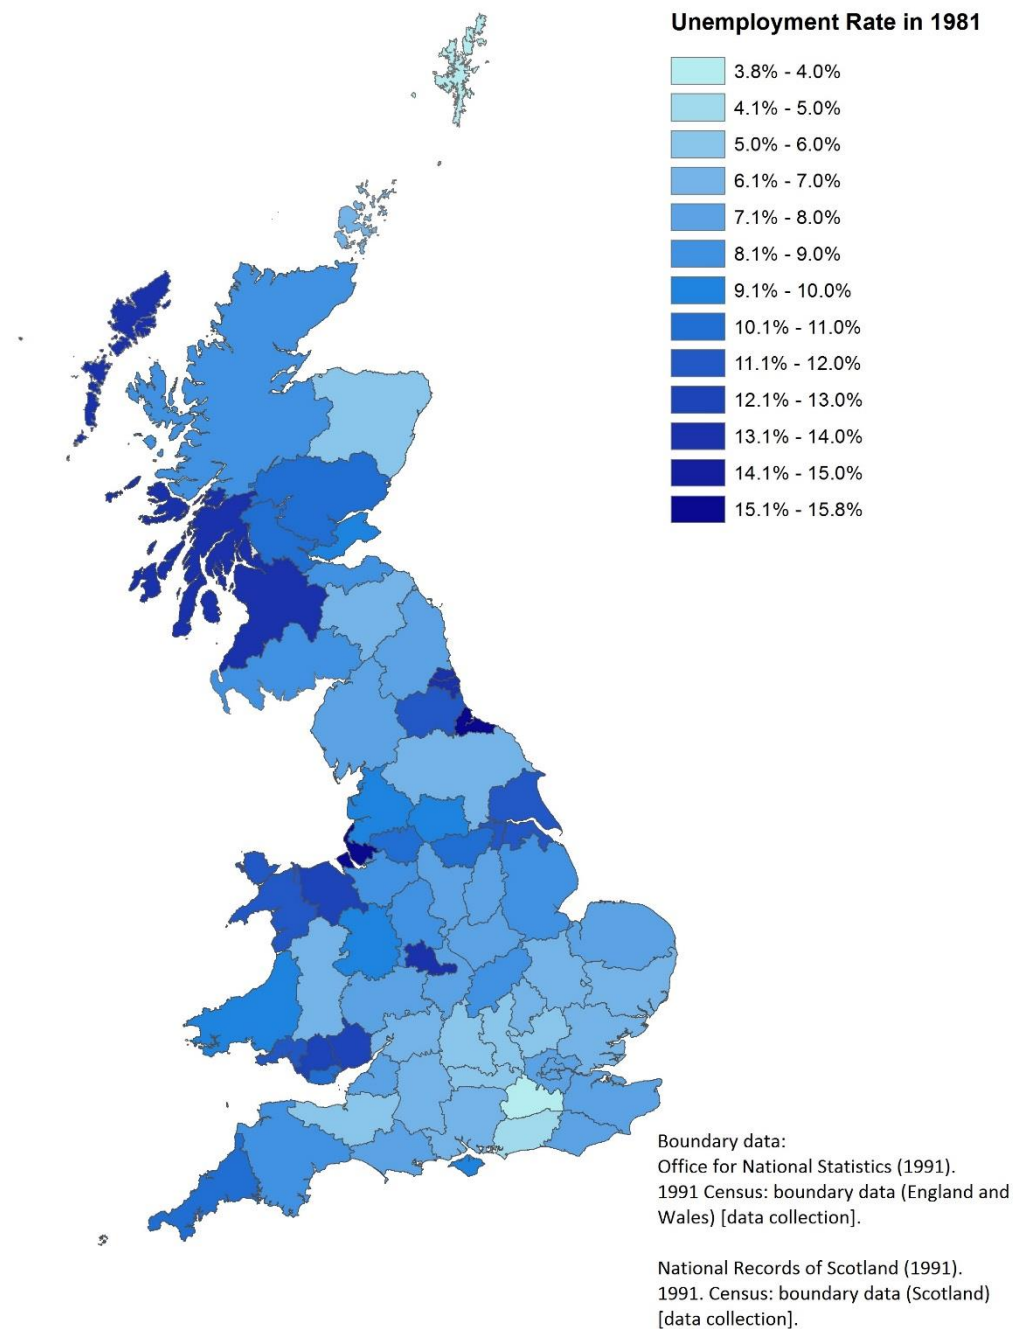 Unemployment Rate in 1981
3.8% - 4.0%
4.1% - 5.0%
5.0% - 6.0%
6.1% - 7.0%
7.1% - 8.0%
8.1% - 9.0%
9.1% - 10.0%
10.1% - 11.0%
11.1% - 12.0%
12.1% - 13.0%
13.1% - 14.0%
14.1% - 15.0%
15.1% - 15.8%
Boundary data:
Office for National Statistics (1991).
1991 Census: boundary data (England and
Wales) [data collection].
National Records of Scotland (1991).
1991. Census: boundary data (Scotland)
[data collection].